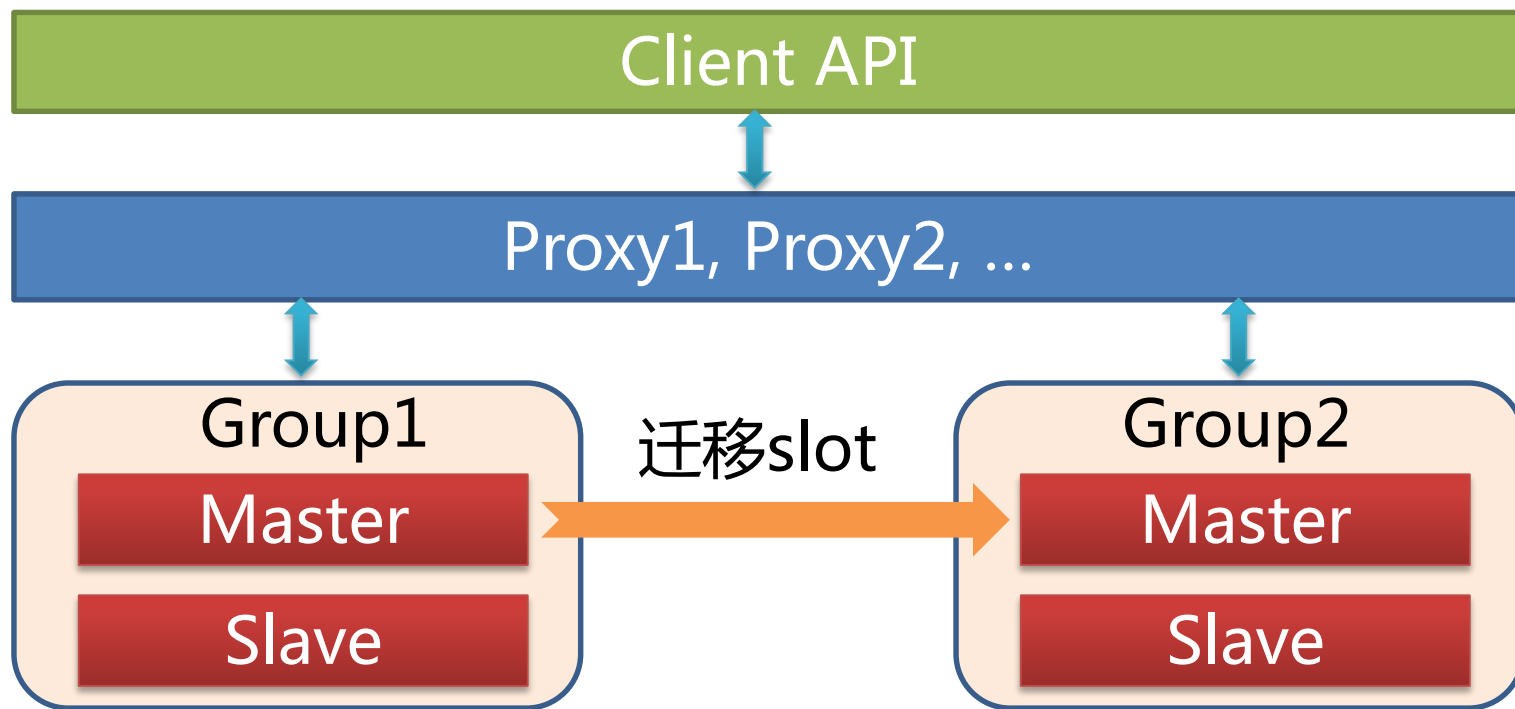 Client API
Proxy1, Proxy2, …
Group1
迁移slot
Group2
Master
Master
Slave
Slave